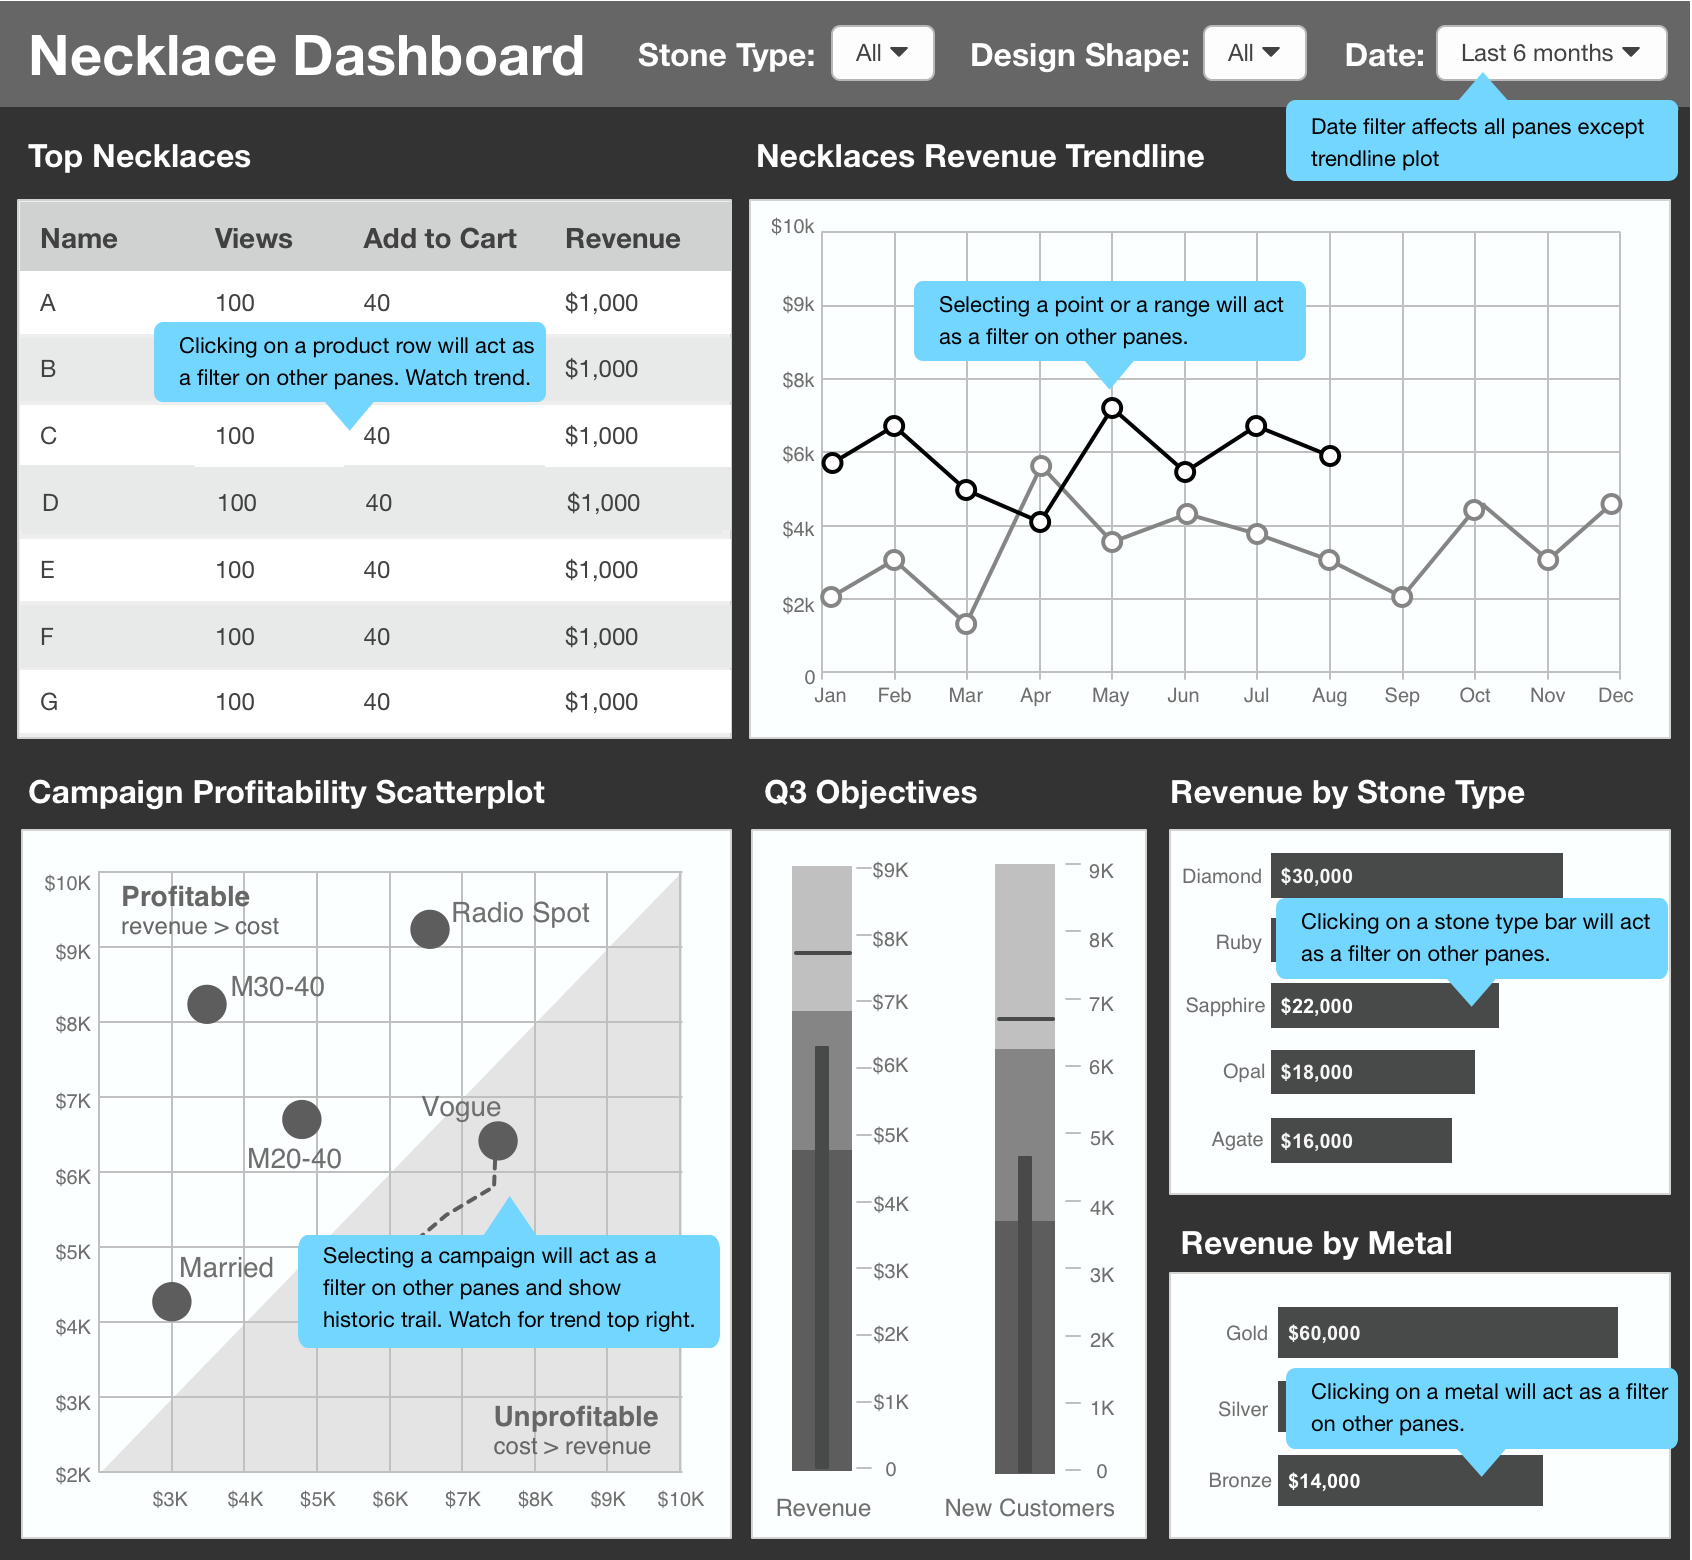 Necklace Dashboard
Stone Type: All
Design Shape: All
Date: Last 6 months
Date filter affects all panes except
trendline plot
Top Necklaces
Name Views Add to Cart Revenue
A 100 40 $1,000
Clicking on a product row will act as
a filter on other panes. Watch trend.
B $1,000
C 100 40 $1,000
D 100 40 $1,000
E 100 40 $1,000
F 100 40 $1,000
G 100 40 $1,000
Necklaces Revenue Trendline
$10k
$9k
$8k
$6k
$4k
$2k
0
Selecting a point or a range will act
as a filter on other panes.
Jan Feb Mar Apr May Jun Jul Aug Sep Oct Nov Dec
Campaign Profitability Scatterplot
$10K
$9K
$8K
$7K
$6K
$5K
$4K
$3K
$2K
Profitable
revenue > cost
Radio Spot
M30-40
Vogue
M20-40
Married
Selecting a campaign will act as a
filter on other panes and show
historic trail. Watch for trend top right.
Unprofitable
cost > revenue
$3K $4K $5K $6K $7K $8K $9K $10K
Q3 Objectives
$9K
$8K
$7K
$6K
$5K
$4K
$3K
$2K
$1K
0
Revenue
9K
8K
7K
6K
5K
4K
3K
2K
1K
0
New Customers
Revenue by Stone Type
Diamond $30,000
Clicking on a stone type bar will act
as a filter on other panes.
Ruby
Sapphire $22,000
Opal $18,000
Agate $16,000
Revenue by Metal
Gold $60,000
Clicking on a metal will act as a filter
on other panes.
Silver
Bronze $14,000